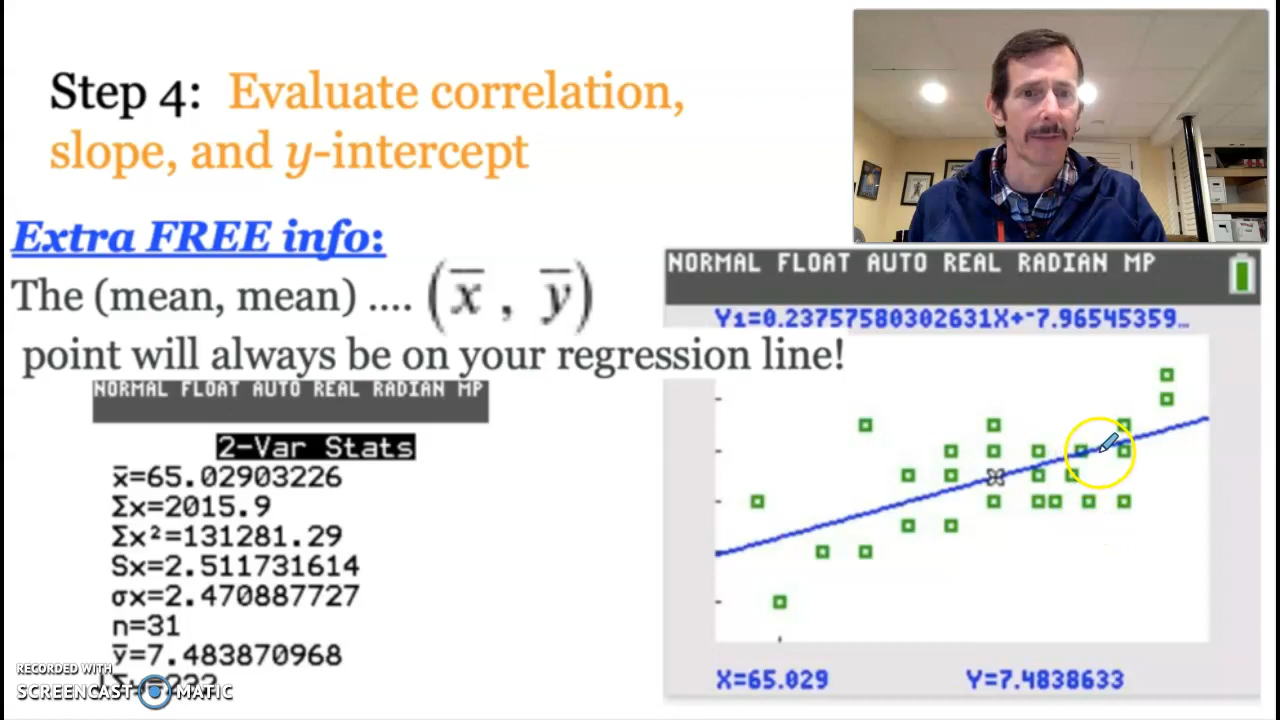 Step 4: Evaluate correlation,
slope, and y-intercept
Extra FREE info:
The (mean, mean) .... (x̅ , y̅)
point will always be on your regression line!
NORMAL FLOAT AUTO REAL RADIAN MP
2-Var Stats
x̅=65.02903226
Σx=2015.9
Σx²=131281.29
Sx=2.511731614
σx=2.470887727
n=31
y̅=7.483870968
RECORDED WITH
SCREENCAST MATIC
NORMAL FLOAT AUTO REAL RADIAN MP
Y1=0.23757580302631X+-7.96545359…
X=65.029 Y=7.4838633